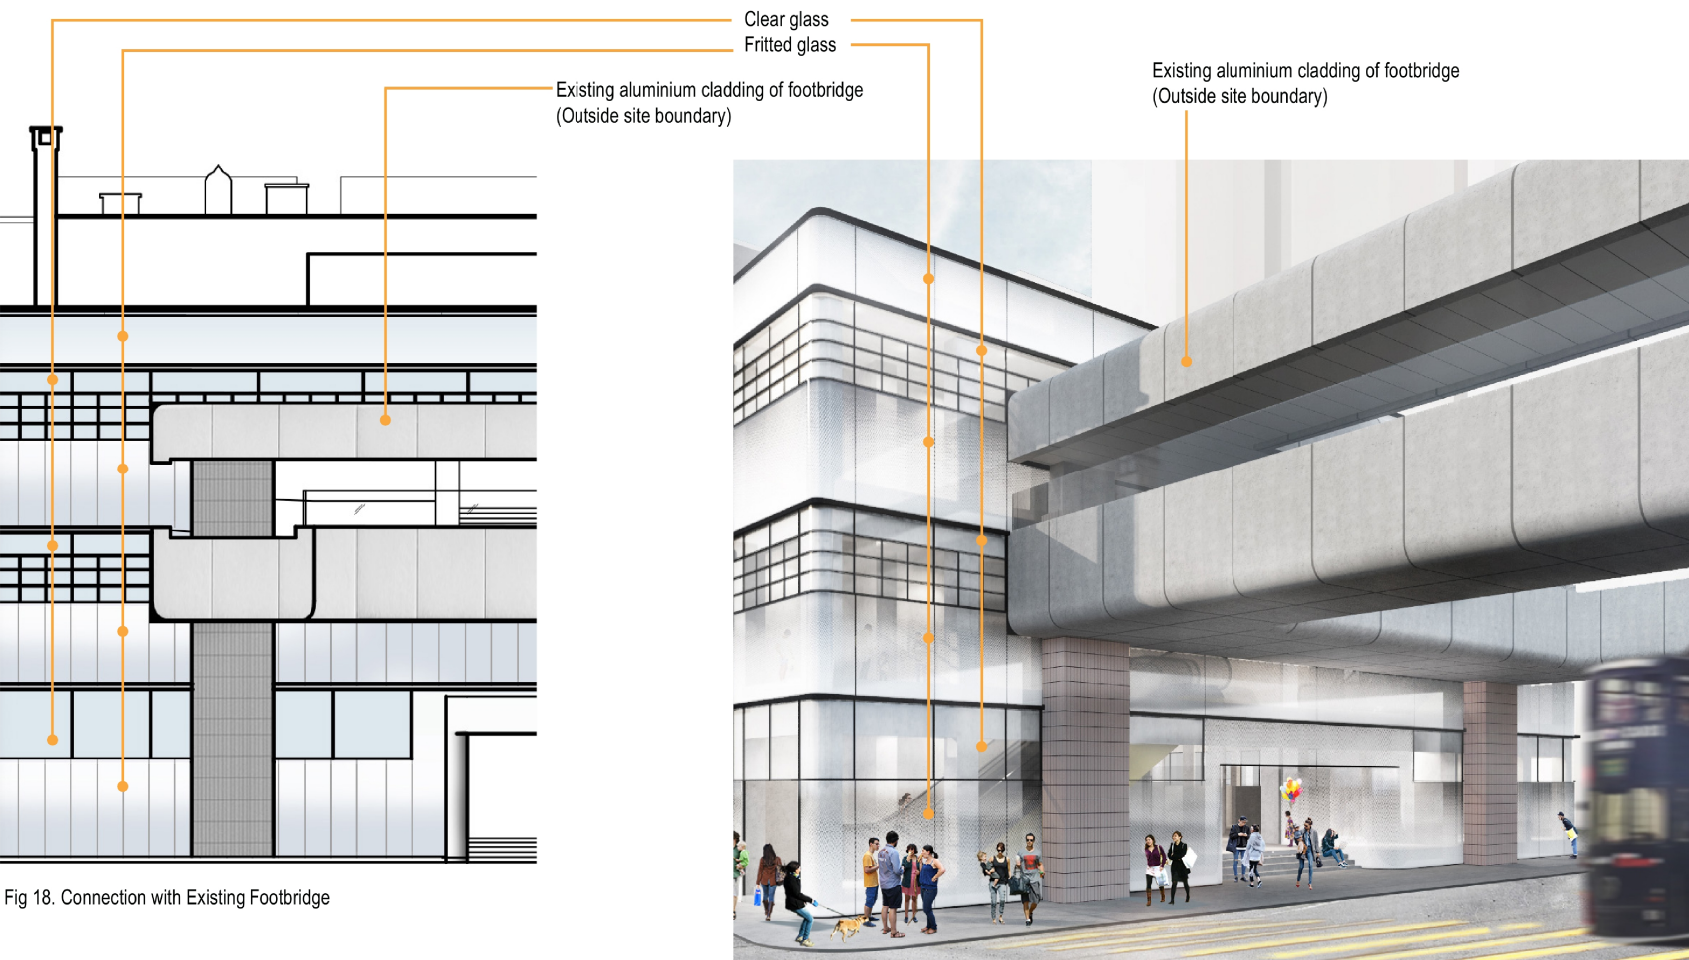 Clear glass
Fritted glass
Existing aluminium cladding of footbridge
(Outside site boundary)
Existing aluminium cladding of footbridge
(Outside site boundary)
Fig 18. Connection with Existing Footbridge